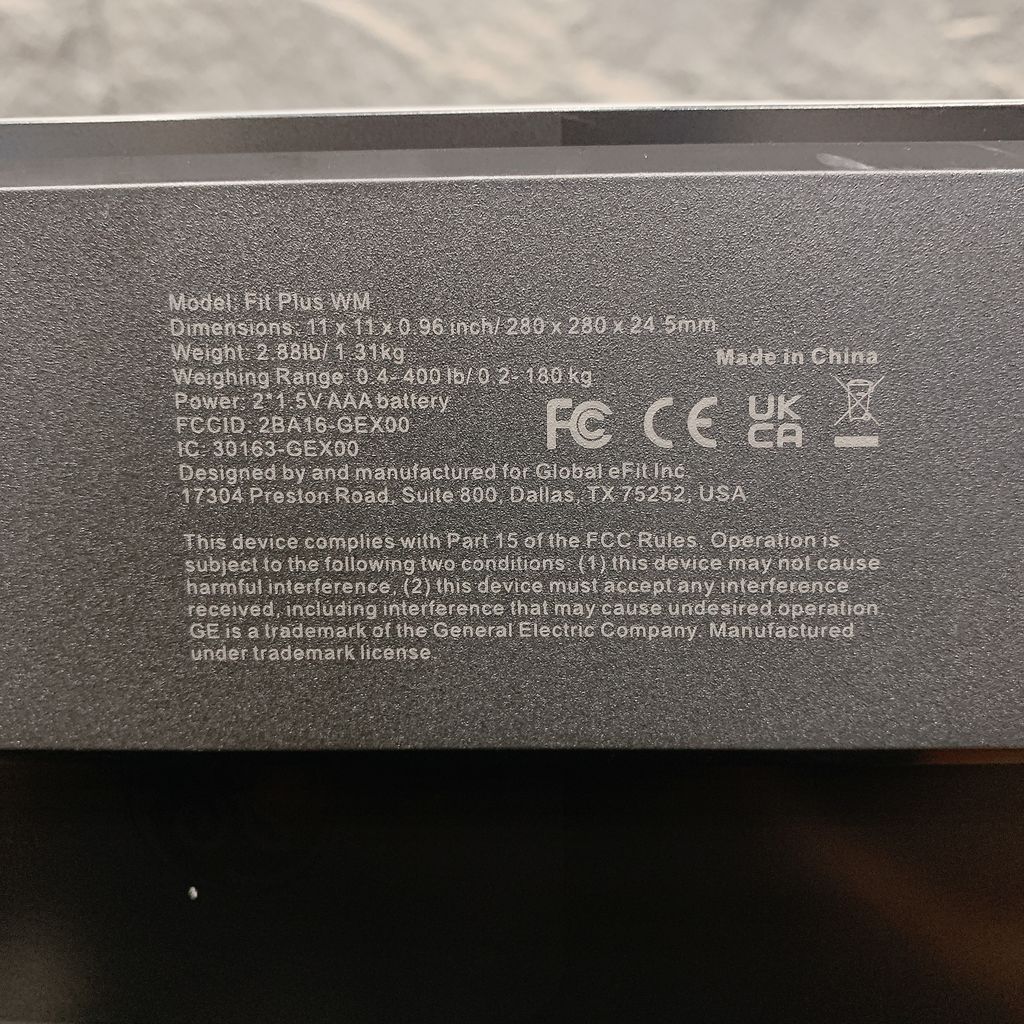 Model: Fit Plus WM
Dimensions: 11 x 11 x 0.96 inch/ 280 x 280 x 24.5mm
Weight: 2.88lb/ 1.31kg
Weighing Range: 0.4- 400 lb/ 0.2- 180 kg
Power: 2*1.5V AAA battery
FCCID: 2BA16-GEX00
IC: 30163-GEX00
Designed by and manufactured for Global eFit Inc.
17304 Preston Road, Suite 800, Dallas, TX 75252, USA
Made in China
FC CE UK CA
This device complies with Part 15 of the FCC Rules. Operation is
subject to the following two conditions: (1) this device may not cause
harmful interference, (2) this device must accept any interference
received, including interference that may cause undesired operation.
GE is a trademark of the General Electric Company. Manufactured
under trademark license.